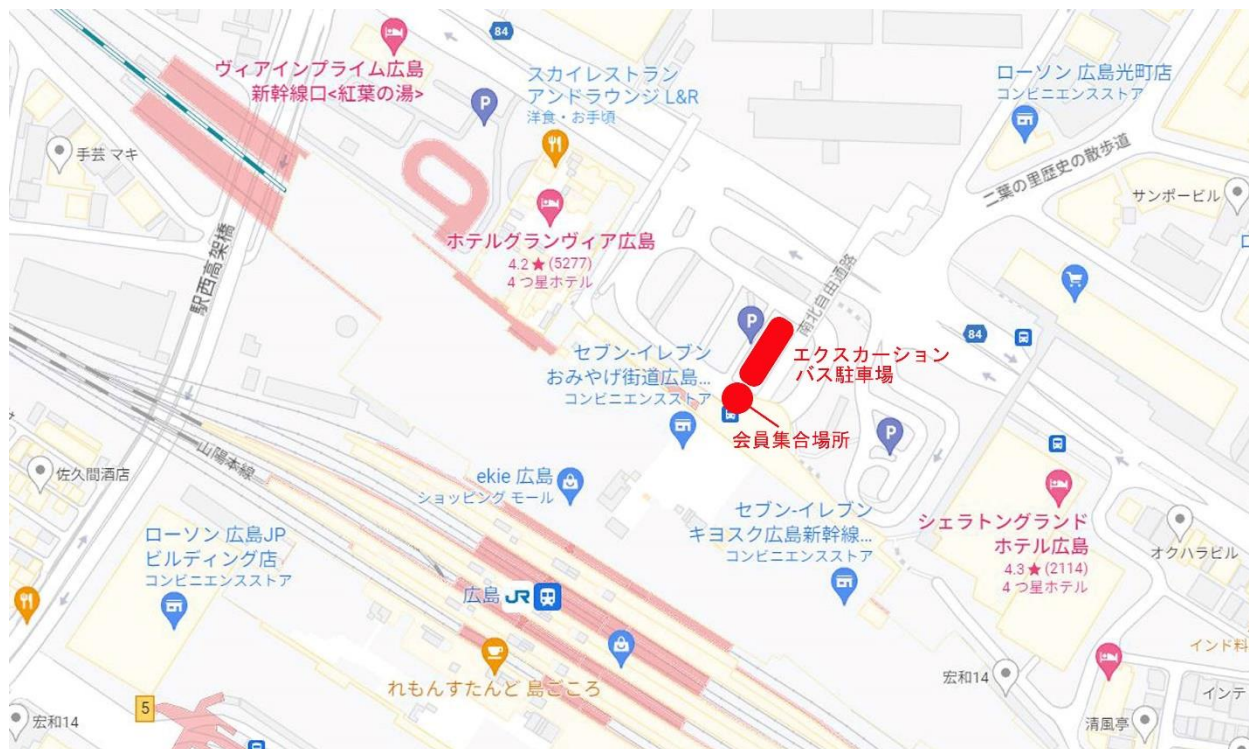 84
ヴィアインプライム広島
新幹線口<紅葉の湯>
P
スカイレストラン
アンドラウンジ L&R
洋食・お手頃
ローソン 広島光町店
コンビニエンスストア
手芸 マキ
二葉の里歴史の散歩道
サンポービル
ホテルグランヴィア広島
4.2★(5277)
4 つ星ホテル
駅西高架橋
南北自由通路
P
84
エクスカーション
バス駐車場
セブン-イレブン
おみやげ街道広島...
コンビニエンスストア
会員集合場所
P
山陽本線
佐久間酒店
ekie 広島
ショッピング モール
セブン-イレブン
キヨスク広島新幹線...
コンビニエンスストア
シェラトングランド
ホテル広島
4.3★(2114)
4 つ星ホテル
オクハラビル
ローソン 広島JP
ビルディング店
コンビニエンスストア
広島 JR
れもんすたんど 島ごころ
インド料
宏和14
インテ
5
宏和14
清風亭